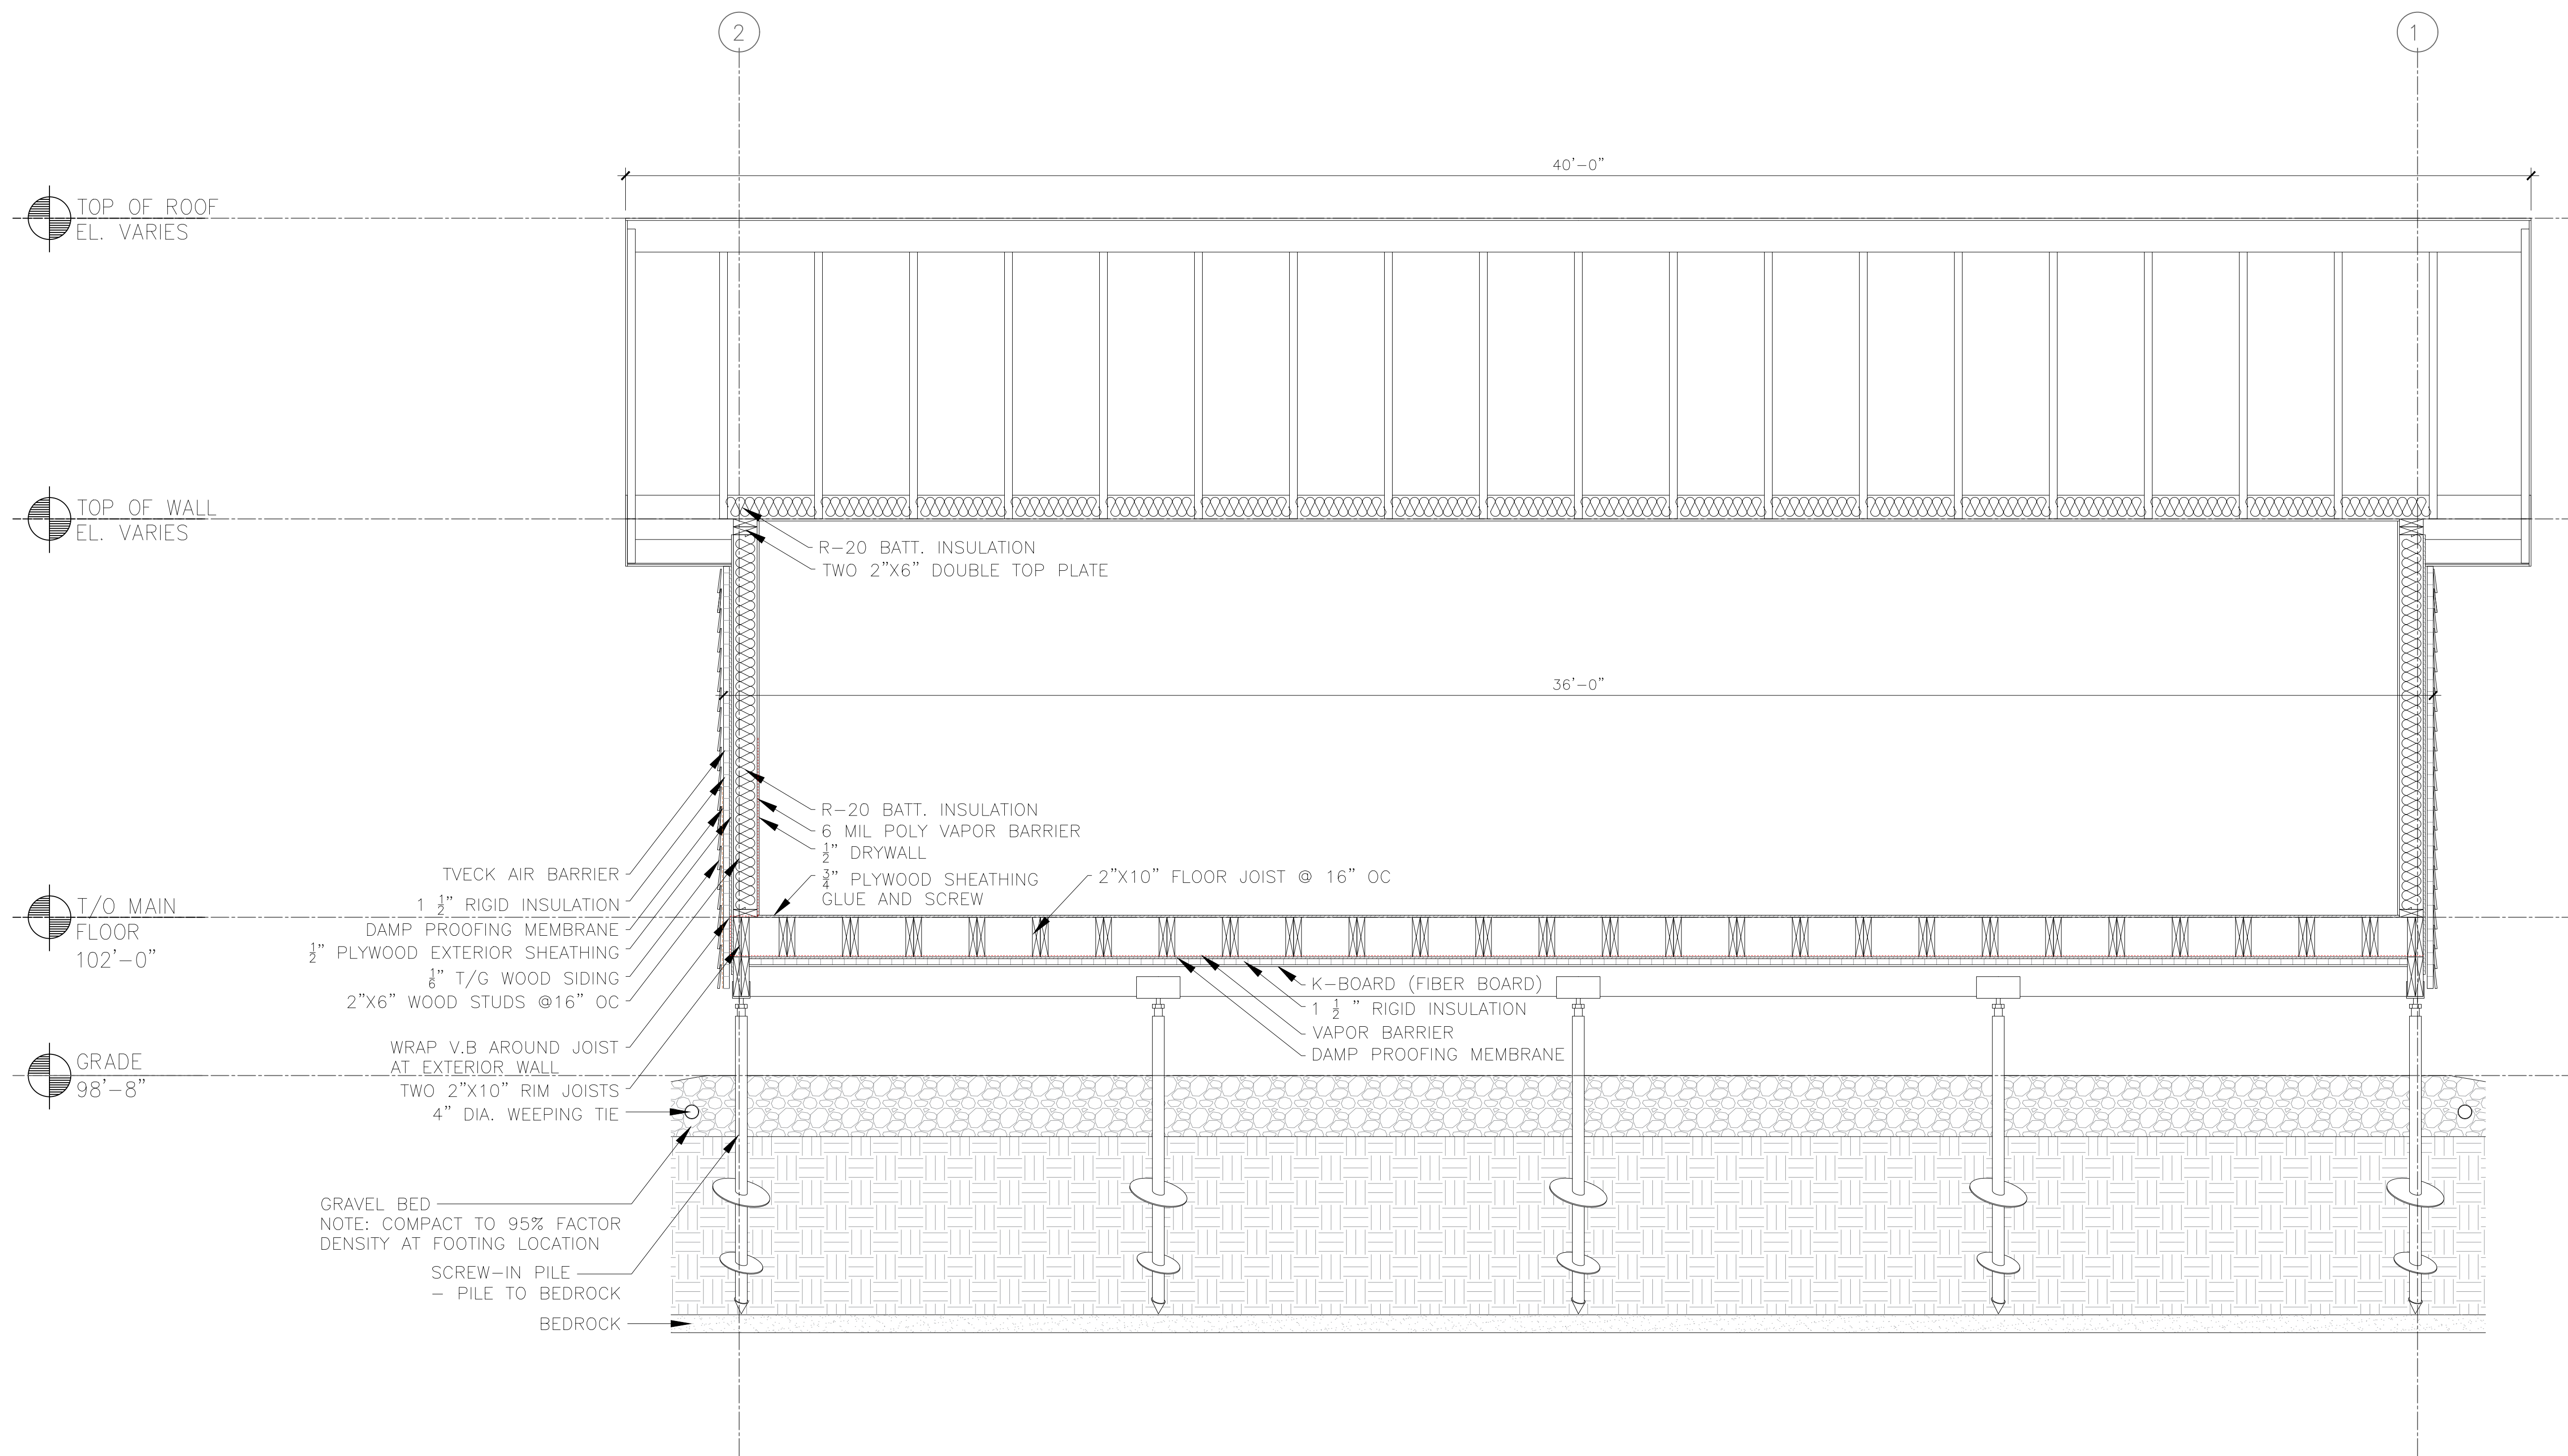 2
1
40'-0"
TOP OF ROOF
EL. VARIES
TOP OF WALL
EL. VARIES
R-20 BATT. INSULATION
TWO 2"X6" DOUBLE TOP PLATE
36'-0"
R-20 BATT. INSULATION
6 MIL POLY VAPOR BARRIER
1/2" DRYWALL
3/4" PLYWOOD SHEATHING
GLUE AND SCREW
2"X10" FLOOR JOIST @ 16" OC
TVECK AIR BARRIER
1 1/2" RIGID INSULATION
DAMP PROOFING MEMBRANE
1/2" PLYWOOD EXTERIOR SHEATHING
1/6" T/G WOOD SIDING
2"X6" WOOD STUDS @16" OC
T/O MAIN
FLOOR
102'-0"
K-BOARD (FIBER BOARD)
1 1/2 " RIGID INSULATION
VAPOR BARRIER
DAMP PROOFING MEMBRANE
WRAP V.B AROUND JOIST
AT EXTERIOR WALL
TWO 2"X10" RIM JOISTS
4" DIA. WEEPING TIE
GRADE
98'-8"
GRAVEL BED
NOTE: COMPACT TO 95% FACTOR
DENSITY AT FOOTING LOCATION
SCREW-IN PILE
- PILE TO BEDROCK
BEDROCK